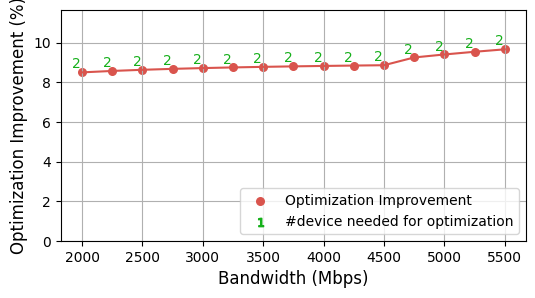 Optimization Improvement (%)
10
8
6
4
2
0
2 2 2 2 2 2 2 2 2 2 2 2 2 2 2
Optimization Improvement
1 #device needed for optimization
2000 2500 3000 3500 4000 4500 5000 5500
Bandwidth (Mbps)